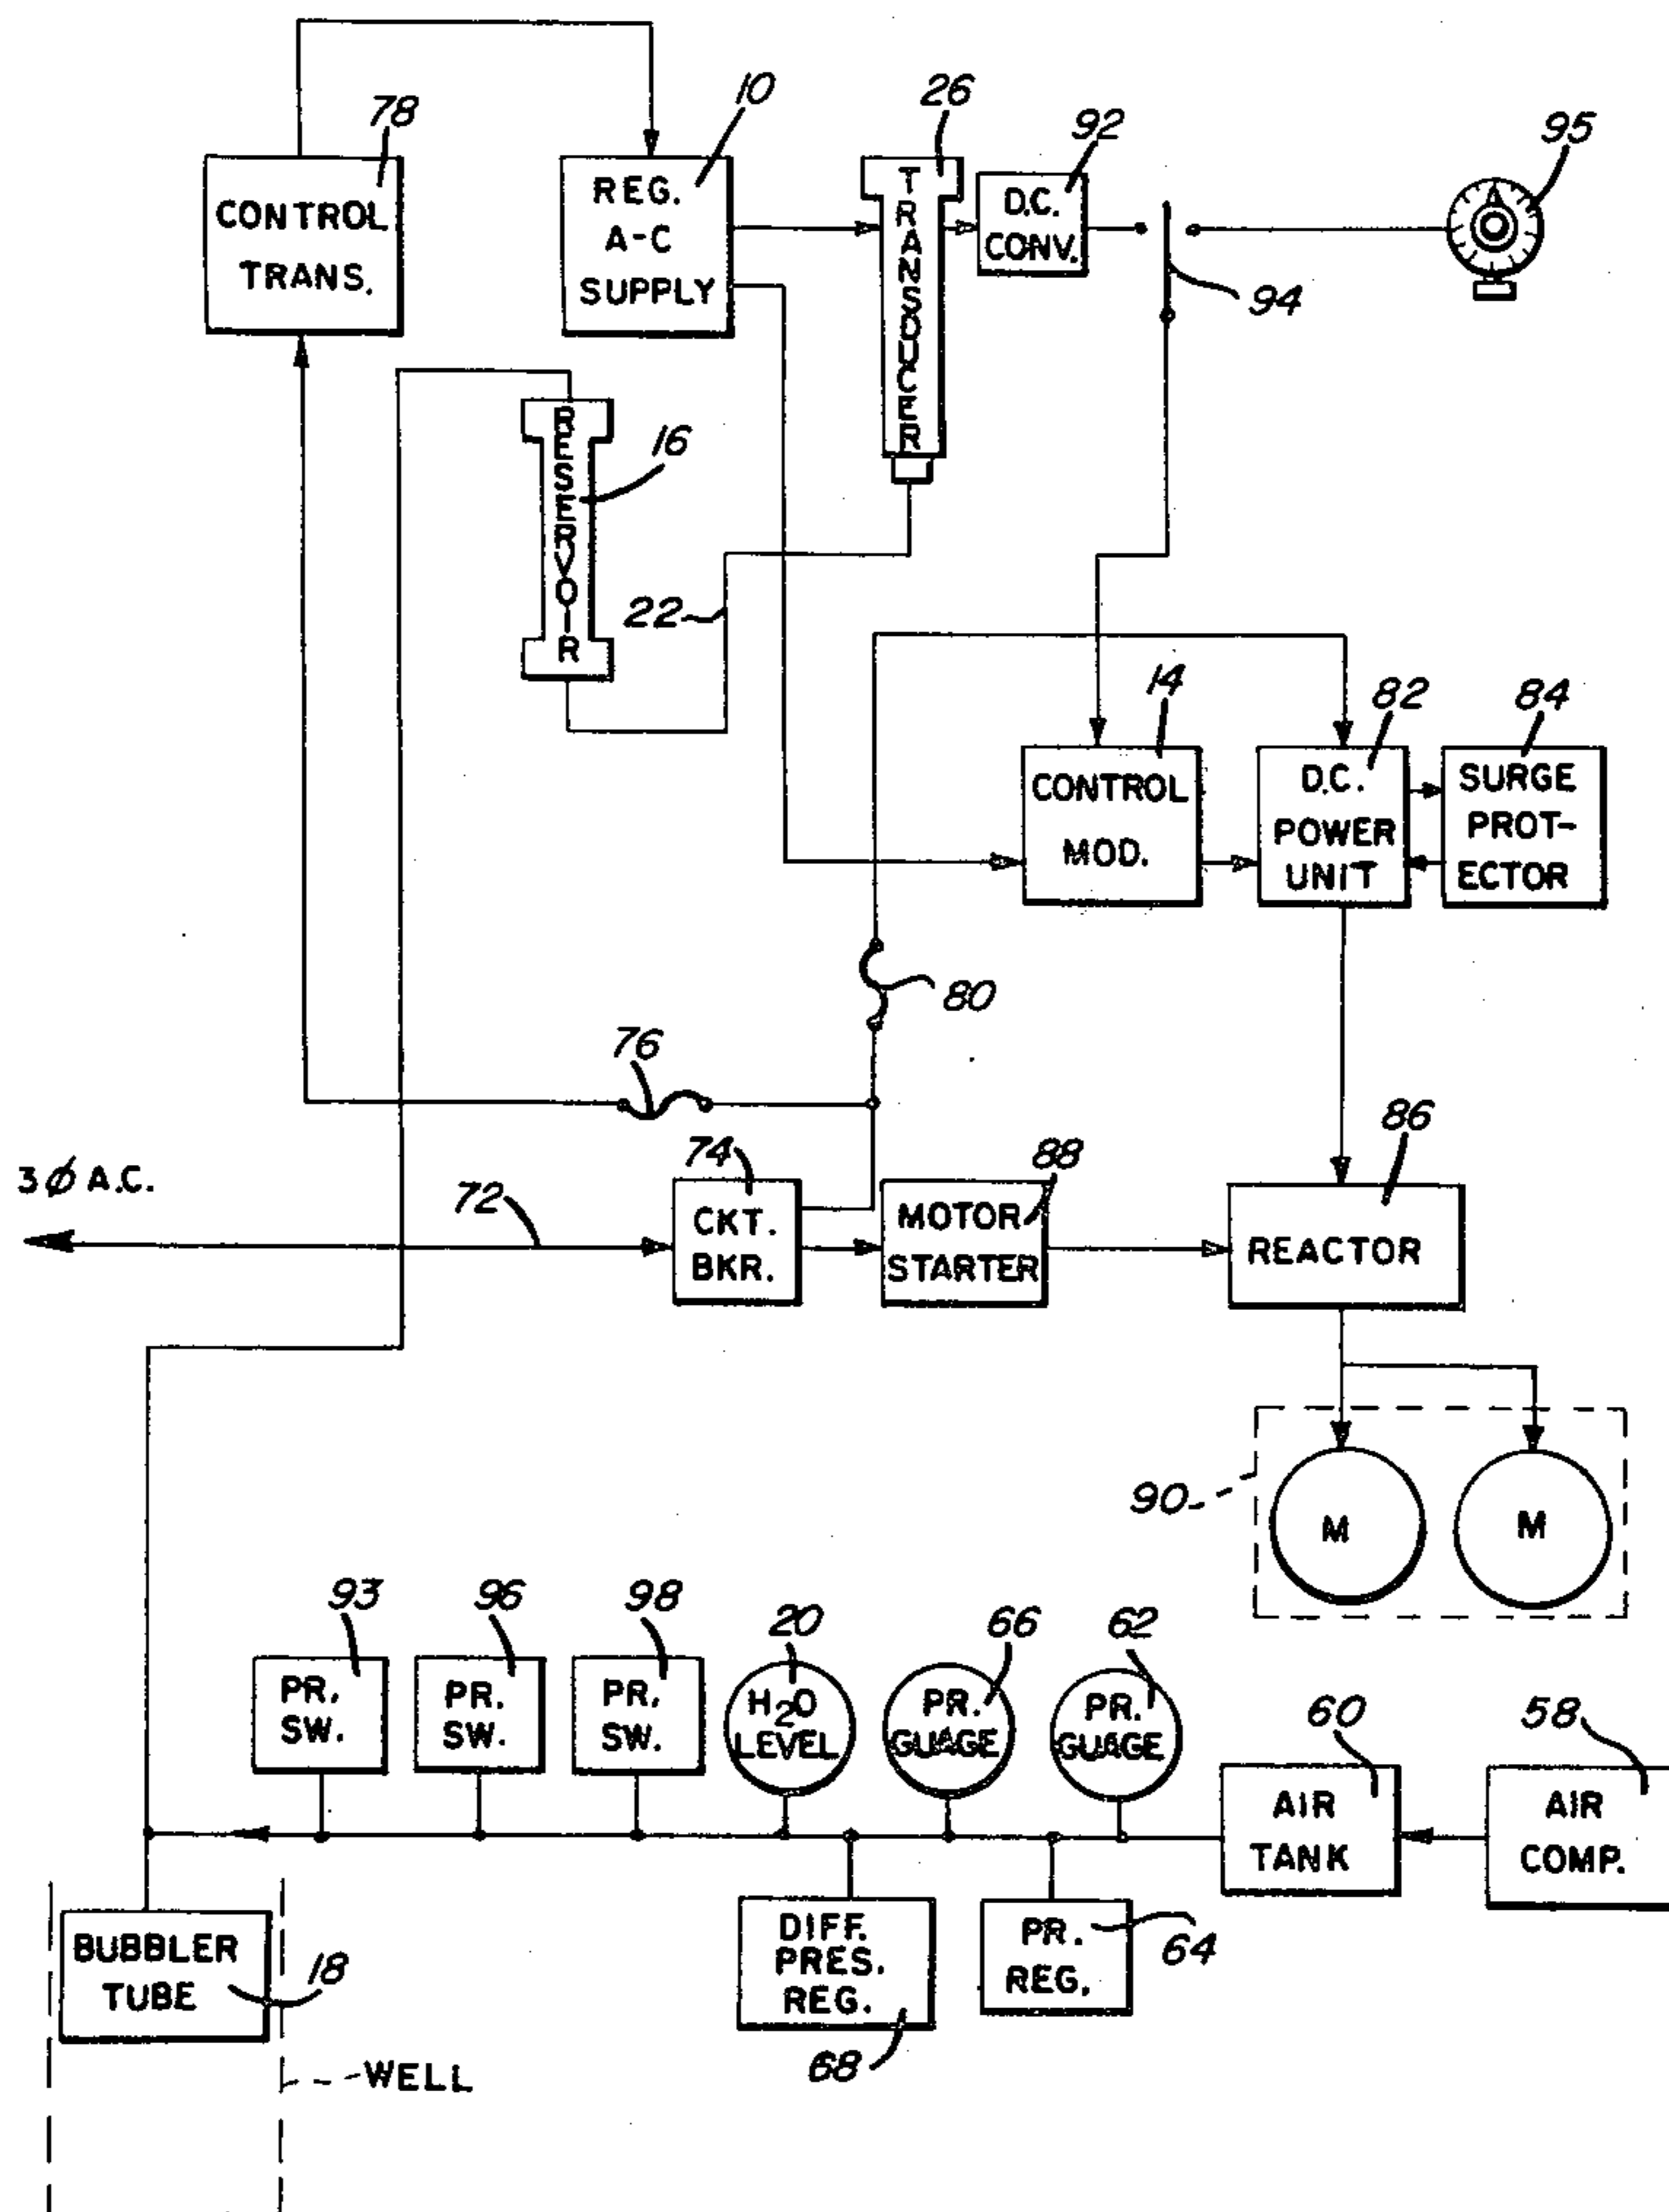 78
10
26
92
95
CONTROL
TRANS.
REG.
A-C
SUPPLY
TRANSDUCER
D.C.
CONV.
94
RESERVOIR
16
22
14
82
84
CONTROL
MOD.
D.C.
POWER
UNIT
SURGE
PROT-
ECTOR
80
76
86
3φ A.C.
72
74
88
CKT.
BKR.
MOTOR
STARTER
REACTOR
90
M
M
93
96
98
20
66
62
PR.
SW.
PR.
SW.
PR.
SW.
H2O
LEVEL
PR.
GUAGE
PR.
GUAGE
60
58
AIR
TANK
AIR
COMP.
BUBBLER
TUBE
18
DIFF.
PRES.
REG.
68
PR.
REG.
64
WELL